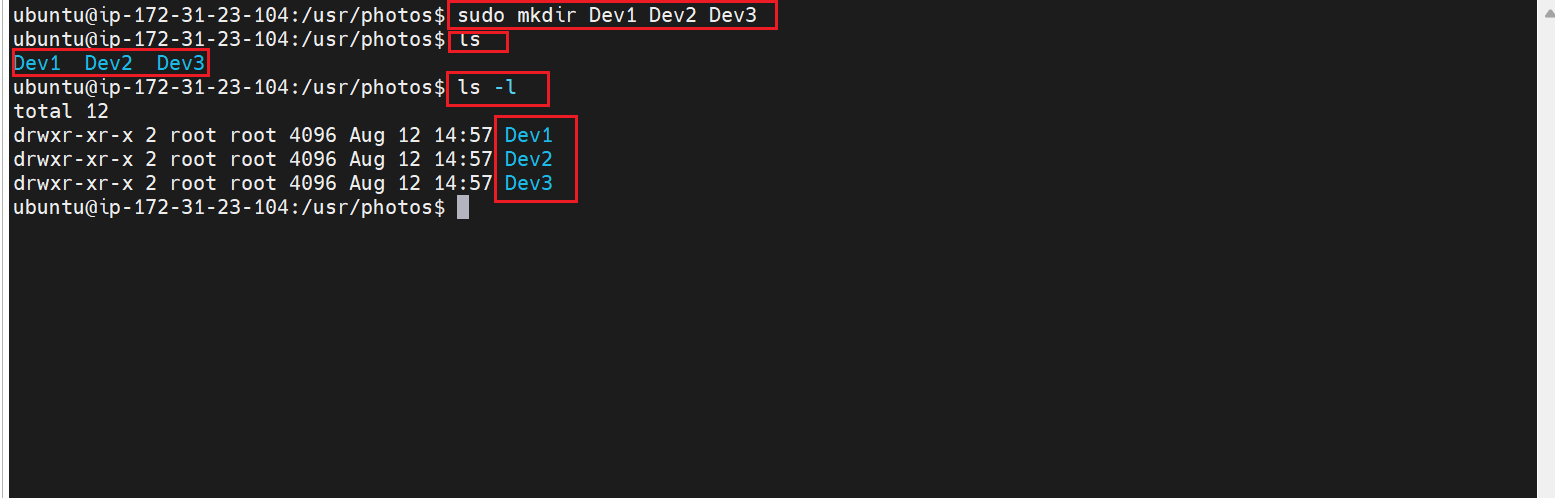 ubuntu@ip-172-31-23-104:/usr/photos$ sudo mkdir Dev1 Dev2 Dev3
ubuntu@ip-172-31-23-104:/usr/photos$ ls
Dev1  Dev2  Dev3
ubuntu@ip-172-31-23-104:/usr/photos$ ls -l
total 12
drwxr-xr-x 2 root root 4096 Aug 12 14:57 Dev1
drwxr-xr-x 2 root root 4096 Aug 12 14:57 Dev2
drwxr-xr-x 2 root root 4096 Aug 12 14:57 Dev3
ubuntu@ip-172-31-23-104:/usr/photos$